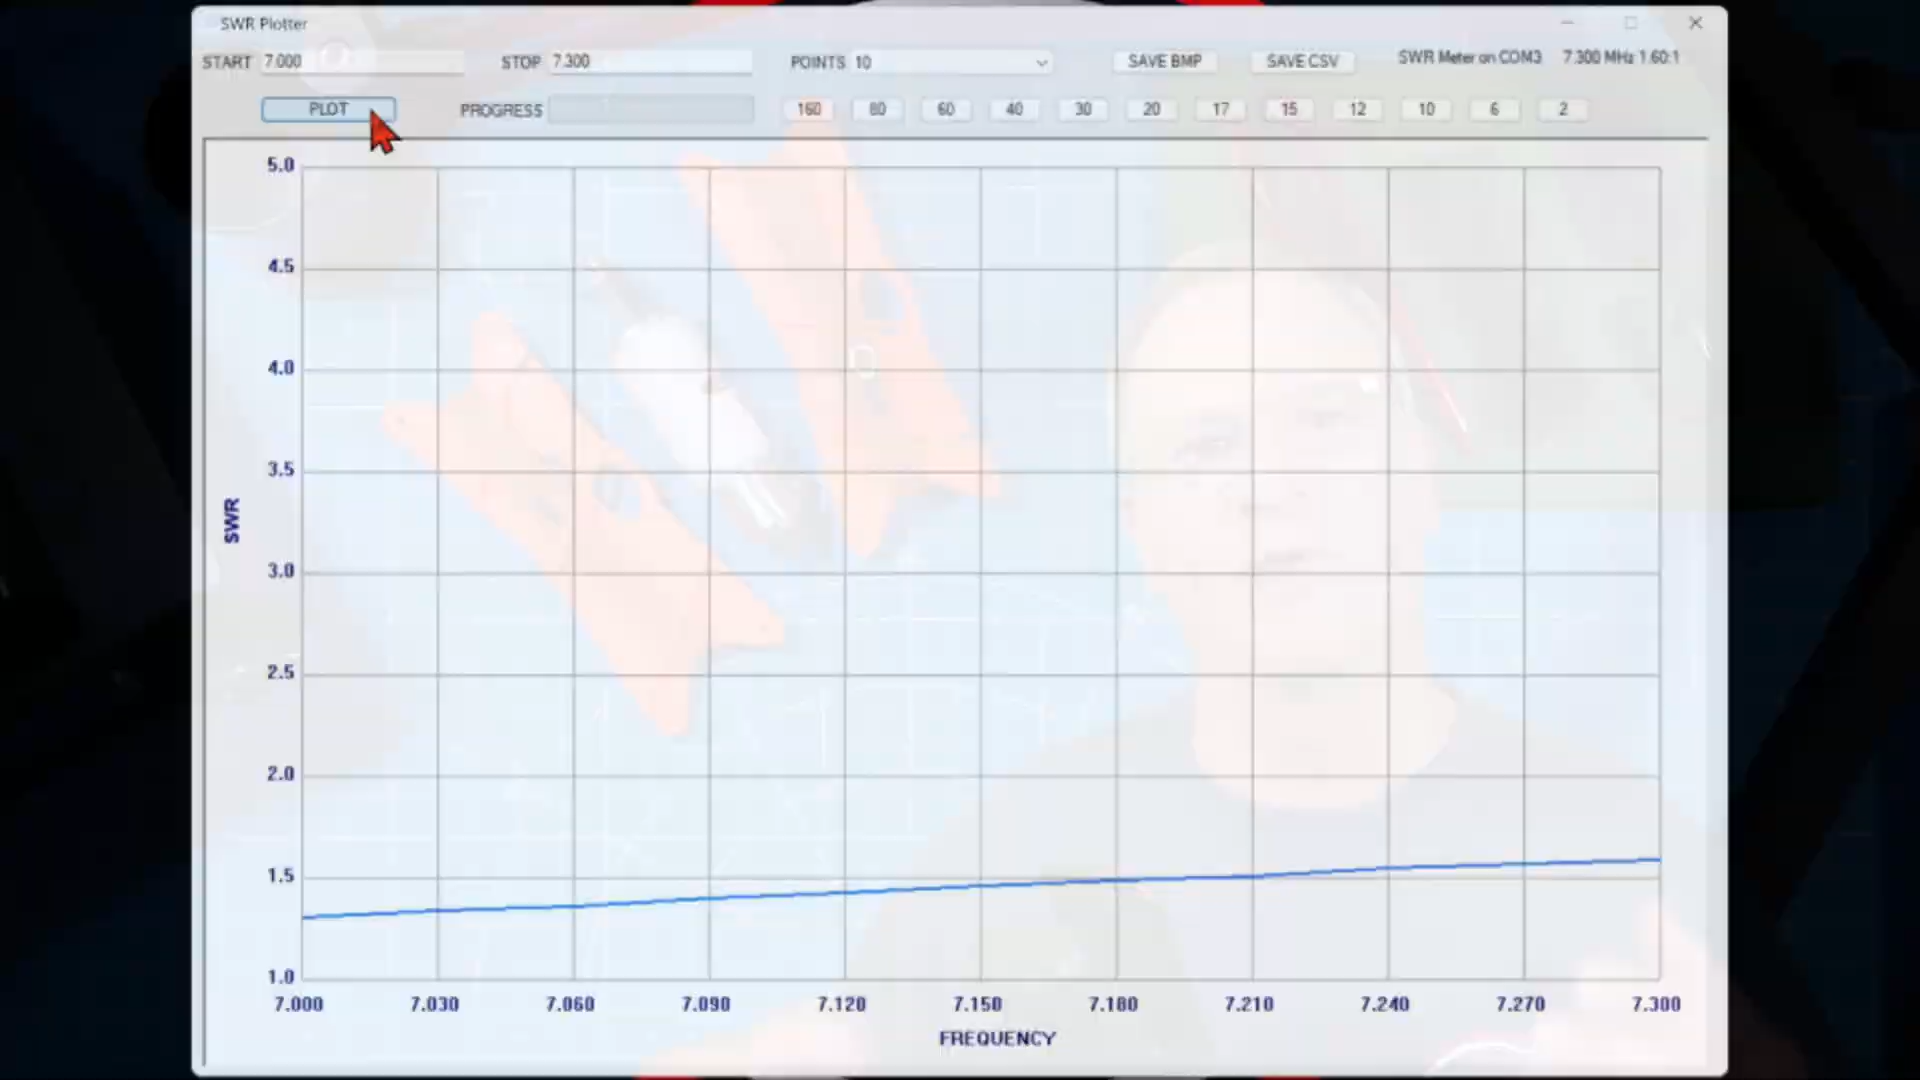 SWR Plotter
START 7.000 STOP 7.300 POINTS 10 SAVE BMP SAVE CSV SWR Meter on COM3 7.300 MHz 1.60:1
PLOT PROGRESS 160 80 60 40 30 20 17 15 12 10 6 2
5.0
4.5
4.0
3.5
SWR
3.0
2.5
2.0
1.5
1.0
7.000 7.030 7.060 7.090 7.120 7.150 7.180 7.210 7.240 7.270 7.300
FREQUENCY